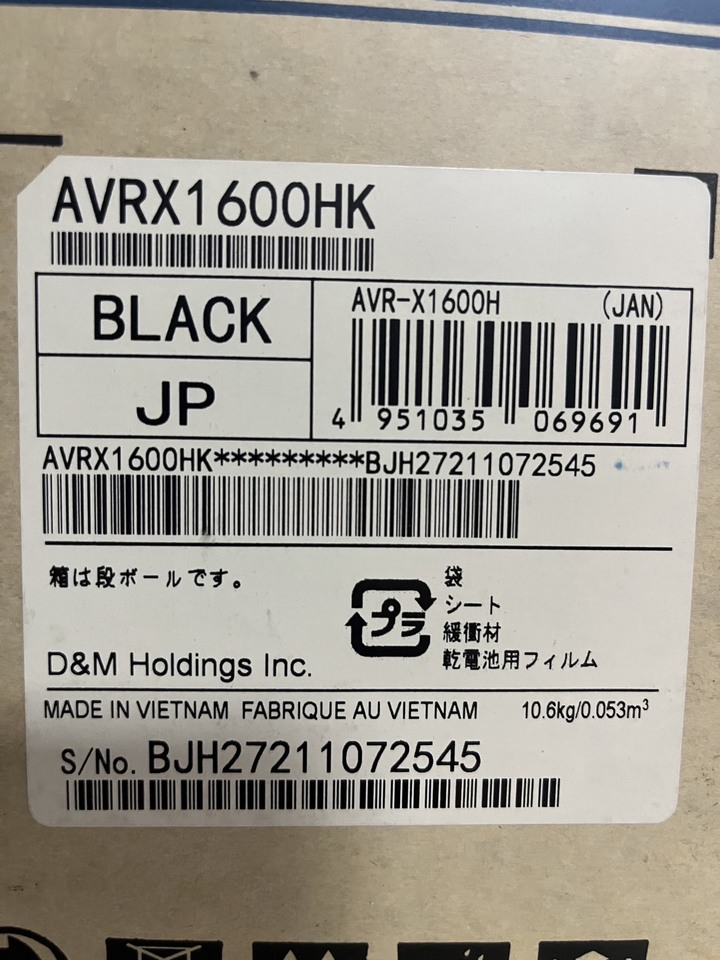 AVRX1600HK
BLACK
JP
AVR-X1600H (JAN)
4 951035 069691
AVRX1600HK*********BJH27211072545
箱は段ボールです。
プラ
袋
シート
緩衝材
乾電池用フィルム
D&M Holdings Inc.
MADE IN VIETNAM FABRIQUE AU VIETNAM 10.6kg/0.053m³
S/No. BJH27211072545